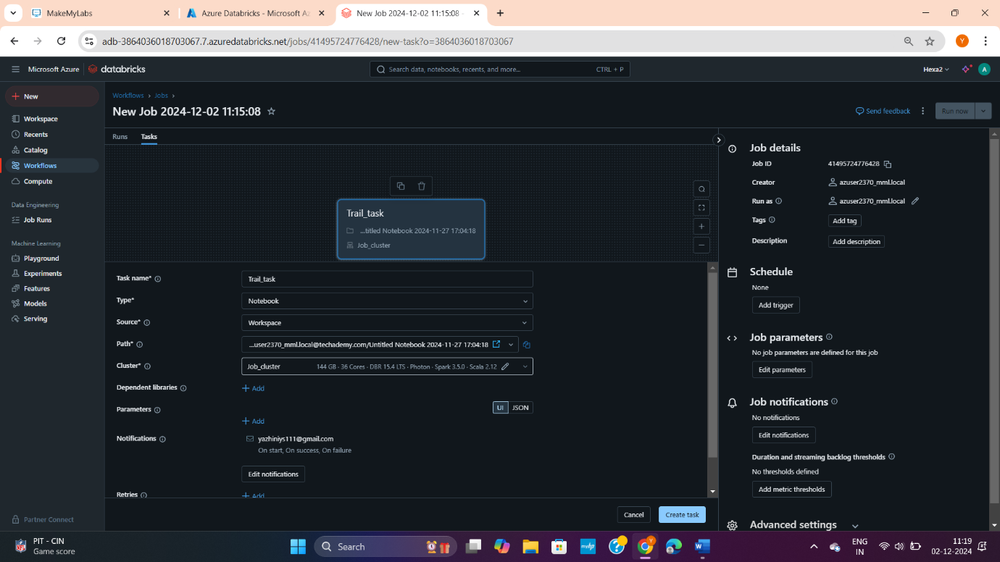 MakeMyLabs
Azure Databricks - Microsoft Az
New Job 2024-12-02 11:15:08 -
adb-3864036018703067.7.azuredatabricks.net/jobs/41495724776428/new-task?o=3864036018703067
Y
Microsoft Azure
databricks
Search data, notebooks, recents, and more...
CTRL + P
Hexa2
A
New
Workspace
Recents
Catalog
Workflows
Compute
Data Engineering
Job Runs
Machine Learning
Playground
Experiments
Features
Models
Serving
Partner Connect
Workflows › Jobs ›
New Job 2024-12-02 11:15:08
Send feedback
Run now
Runs
Tasks
Trail_task
...titled Notebook 2024-11-27 17:04:18
Job_cluster
Task name*
Trail_task
Type*
Notebook
Source*
Workspace
Path*
...user2370_mml.local@techademy.com/Untitled Notebook 2024-11-27 17:04:18
Cluster*
Job_cluster
144 GB · 36 Cores · DBR 15.4 LTS · Photon · Spark 3.5.0 · Scala 2.12
Dependent libraries
+ Add
Parameters
UI
JSON
+ Add
Notifications
yazhiniys111@gmail.com
On start, On success, On failure
Edit notifications
Retries
+ Add
Cancel
Create task
Job details
Job ID
41495724776428
Creator
azuser2370_mml.local
Run as
azuser2370_mml.local
Tags
Add tag
Description
Add description
Schedule
None
Add trigger
Job parameters
No job parameters are defined for this job
Edit parameters
Job notifications
No notifications
Edit notifications
Duration and streaming backlog thresholds
No thresholds defined
Add metric thresholds
Advanced settings
PIT - CIN
Game score
Search
ENG
IN
11:19
02-12-2024